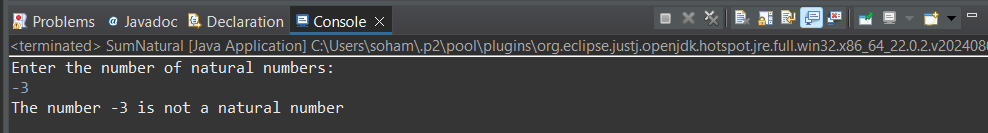 Problems @ Javadoc Declaration Console
<terminated> SumNatural [Java Application] C:\Users\soham\.p2\pool\plugins\org.eclipse.justj.openjdk.hotspot.jre.full.win32.x86_64_22.0.2.v2024080
Enter the number of natural numbers:
-3
The number -3 is not a natural number